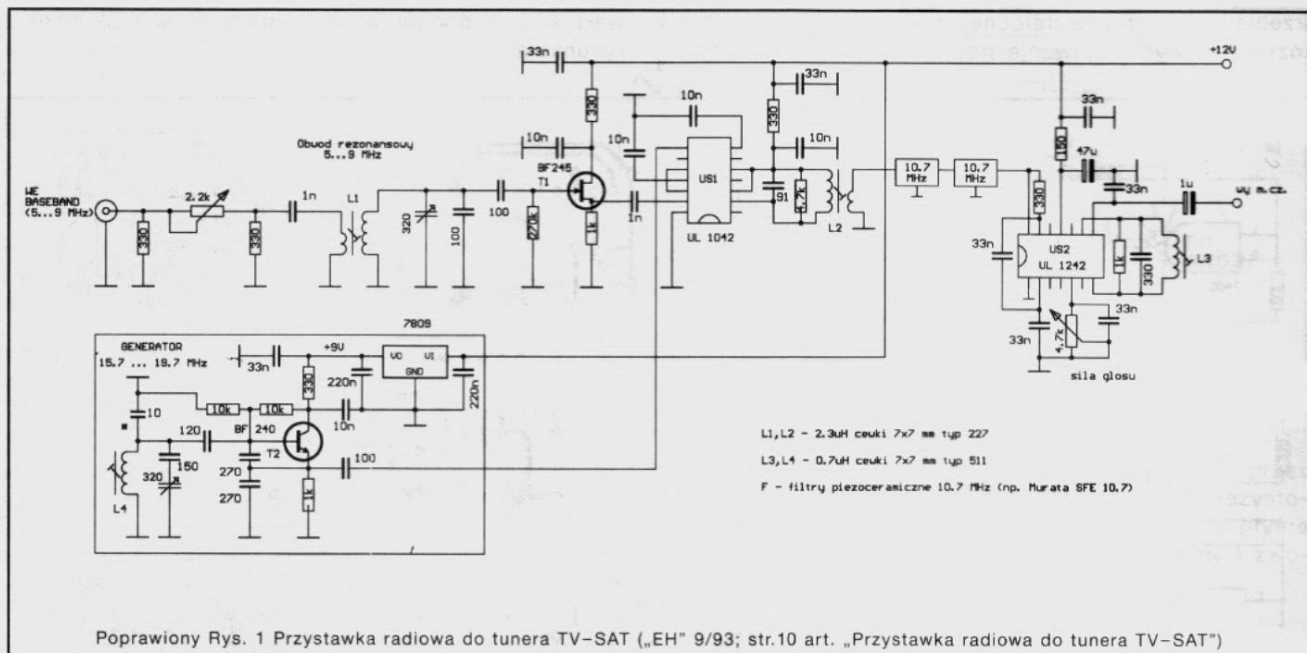 +12V
33n
330
10n
BF245
T1
Obwod rezonansowy
5...9 MHz
WE
BASEBAND
(5...9 MHz)
330
2.2k
330
1n
L1
320
100
100
270k
1k
1n
10n
10n
US1
UL 1042
330
33n
10n
91
4.7k
L2
10.7
MHz
10.7
MHz
150
33n
47u
33n
1u
wy m.cz.
330
33n
US2
UL 1242
1k
330
L3
33n
4.7k
33n
sila glosu
7809
GENERATOR
15.7 ... 19.7 MHz
+9V
33n
330
220n
VO
VI
GND
220n
10
*
10k
10k
10n
120
BF 240
T2
150
320
270
270
100
1k
L4
L1,L2 - 2.3uH cewki 7x7 mm typ 227
L3,L4 - 0.7uH cewki 7x7 mm typ 511
F - filtry piezoceramiczne 10.7 MHz (np. Murata SFE 10.7)
Poprawiony Rys. 1 Przystawka radiowa do tunera TV-SAT („EH" 9/93; str.10 art. „Przystawka radiowa do tunera TV-SAT")